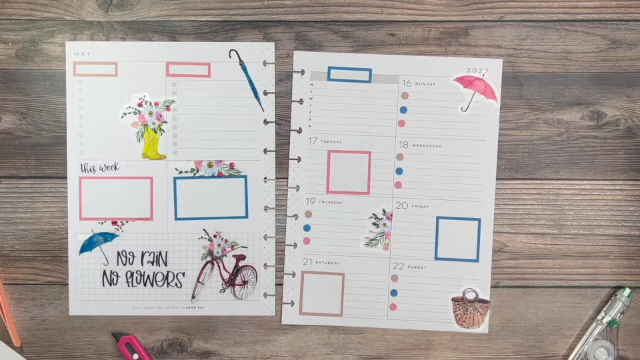 MAY
this week
NO RAIN
NO FLOWERS
2022
16 MONDAY
17 TUESDAY
18 WEDNESDAY
19 THURSDAY
20 FRIDAY
21 SATURDAY
22 SUNDAY